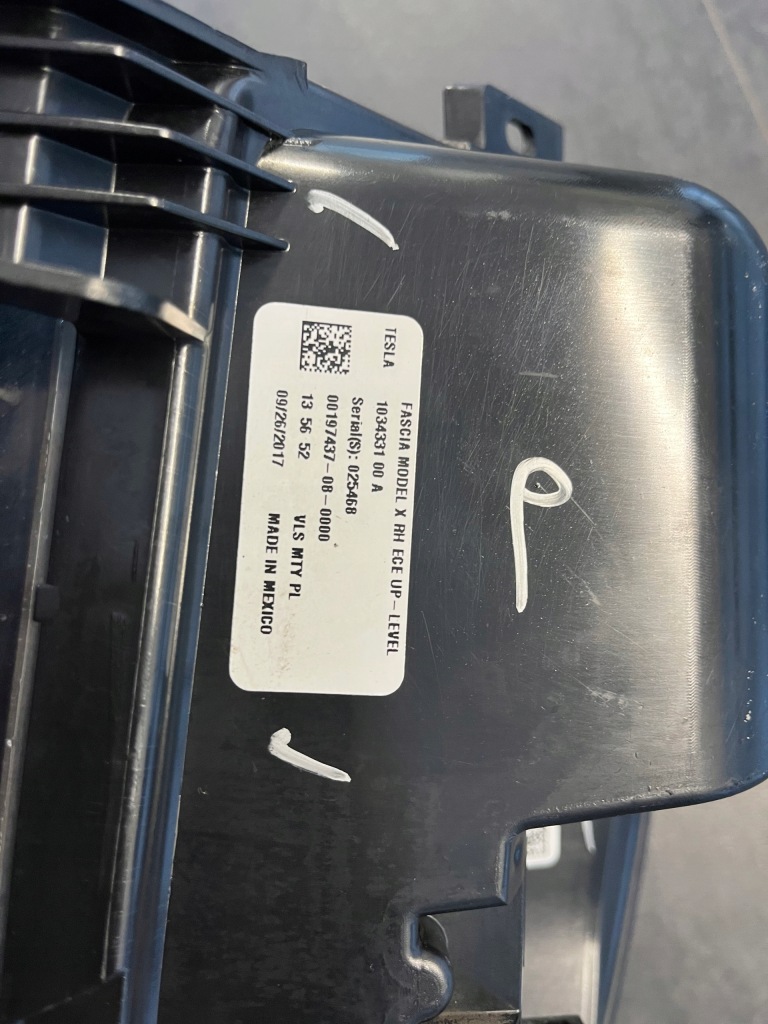 TESLA
FASCIA MODEL X RH ECE UP-LEVEL
1034331 00 A
Serial(S): 025468
00197437-08-0000
13 56 52 VLS MTY PL
09/26/2017 MADE IN MEXICO